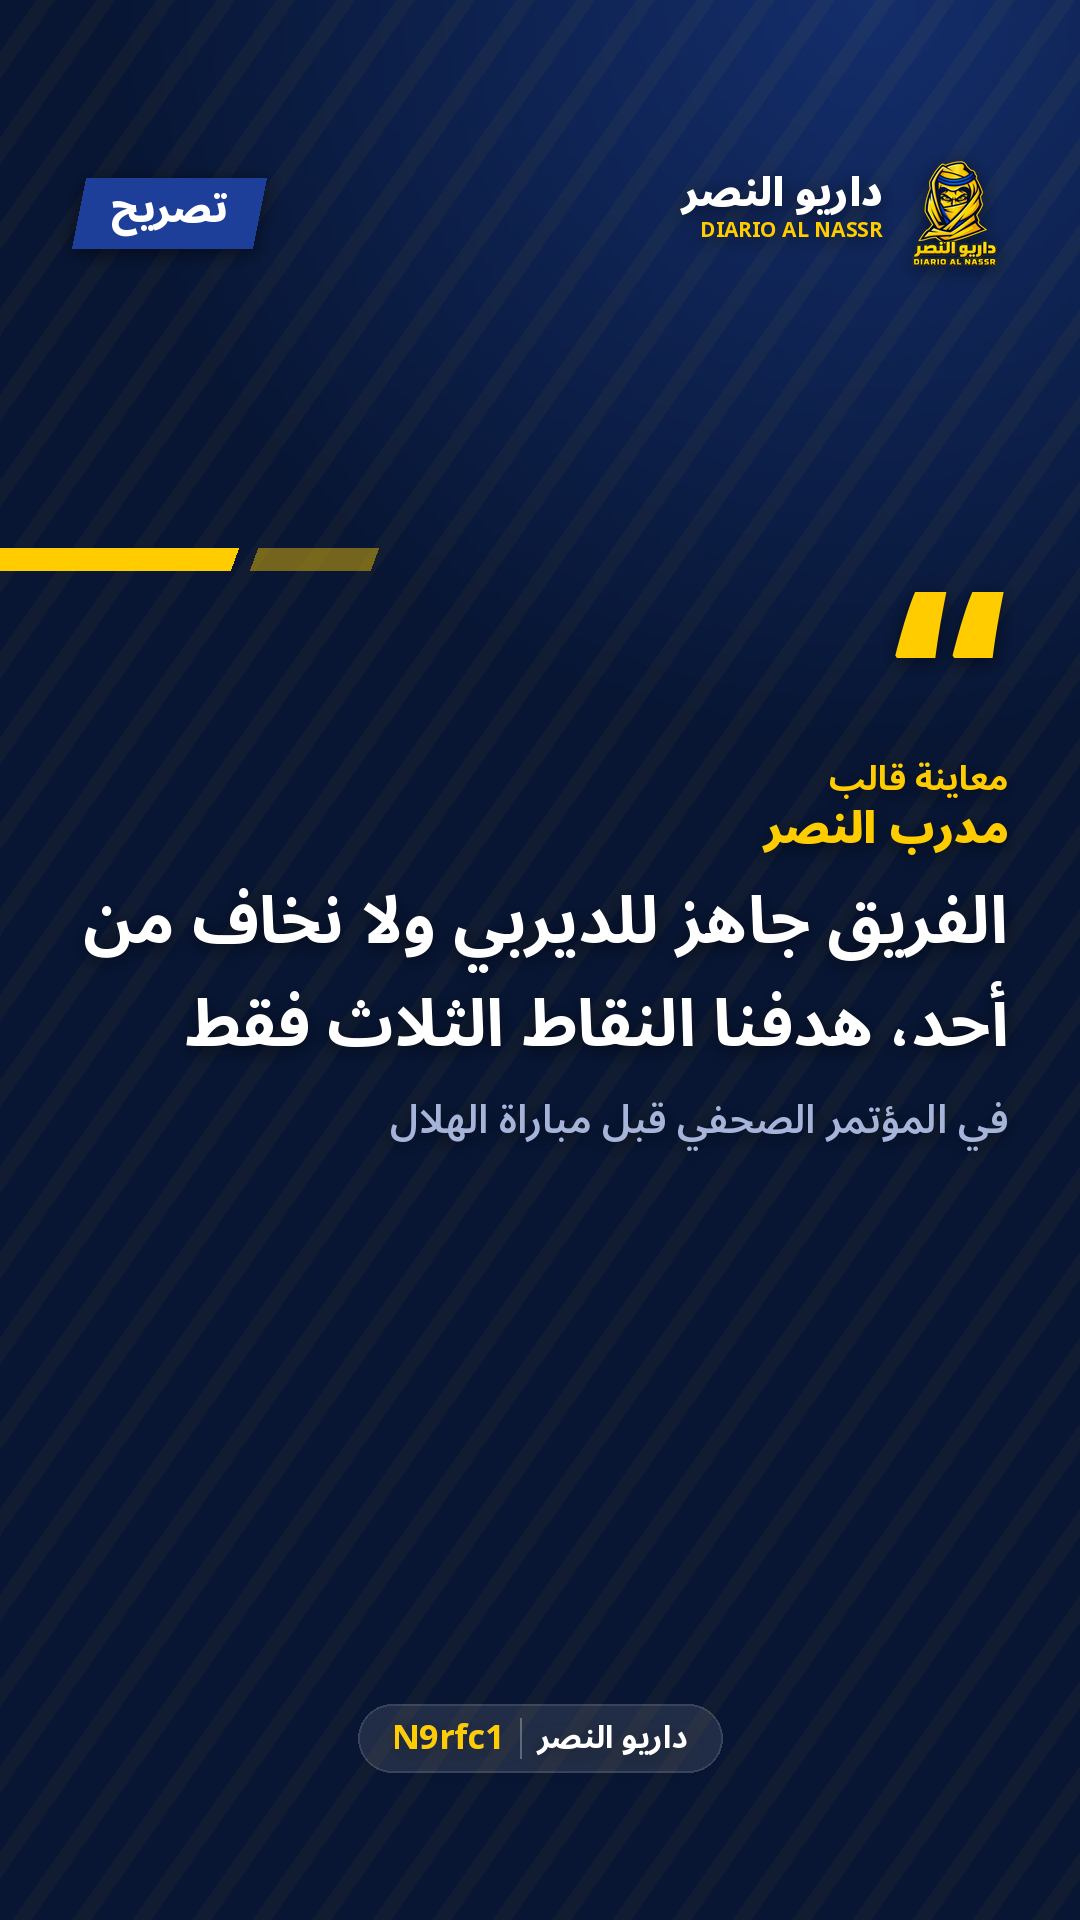 داريو النصر
DIARIO AL NASSR
داريو النصر
DIARIO AL NASSR
تصريح
"
معاينة قالب
مدرب النصر
الفريق جاهز للديربي ولا نخاف من
أحد، هدفنا النقاط الثلاث فقط
في المؤتمر الصحفي قبل مباراة الهلال
داريو النصر | N9rfc1